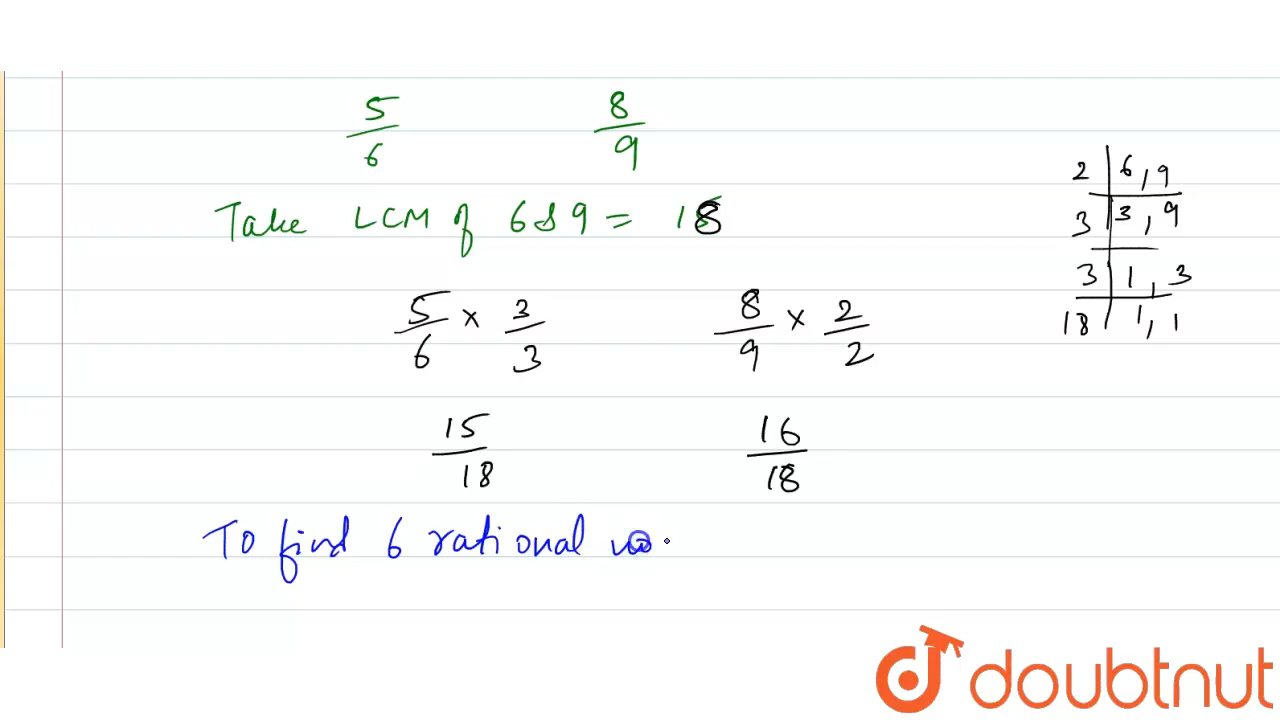 5/6 8/9
Take LCM of 6 & 9 = 18
5/6 × 3/3 8/9 × 2/2
15/18 16/18
To find 6 rational no.
2 | 6, 9
3 | 3, 9
3 | 1, 3
18 | 1, 1
doubtnut